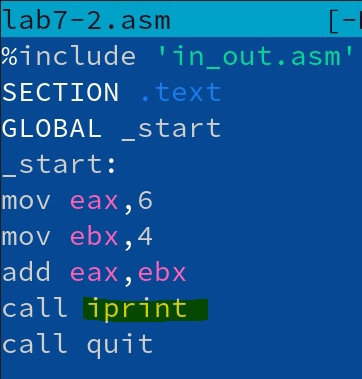 lab7-2.asm [-
%include 'in_out.asm'
SECTION .text
GLOBAL _start
_start:
mov eax,6
mov ebx,4
add eax,ebx
call iprint
call quit